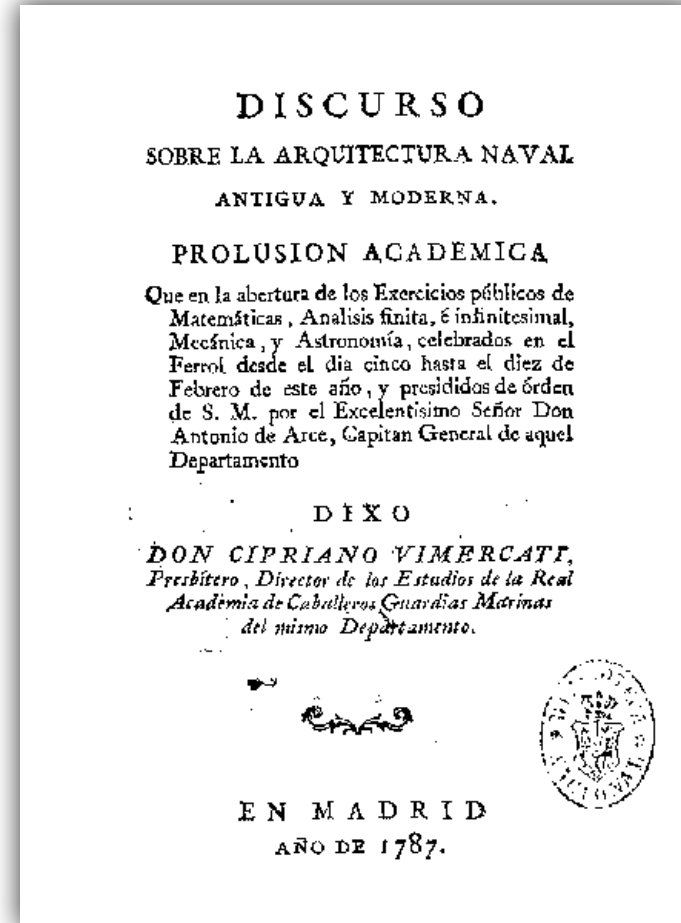 DISCURSO
SOBRE LA ARQUITECTURA NAVAL
ANTIGUA Y MODERNA.
PROLUSION ACADEMICA
Que en la abertura de los Exercicios públicos de
Matemáticas, Analisis finita, é infinitesimal,
Mecánica, y Astronomía, celebrados en el
Ferrol desde el dia cinco hasta el diez de
Febrero de este año, y presididos de órden
de S. M. por el Excelentisimo Señor Don
Antonio de Arce, Capitan General de aquel
Departamento
DIXO
DON CIPRIANO VIMERCATI,
Presbítero, Director de los Estudios de la Real
Academia de Caballeros Guardias Marinas
del mismo Departamento.
BIBLIOTECA NACIONAL
EN MADRID
AÑO DE 1787.